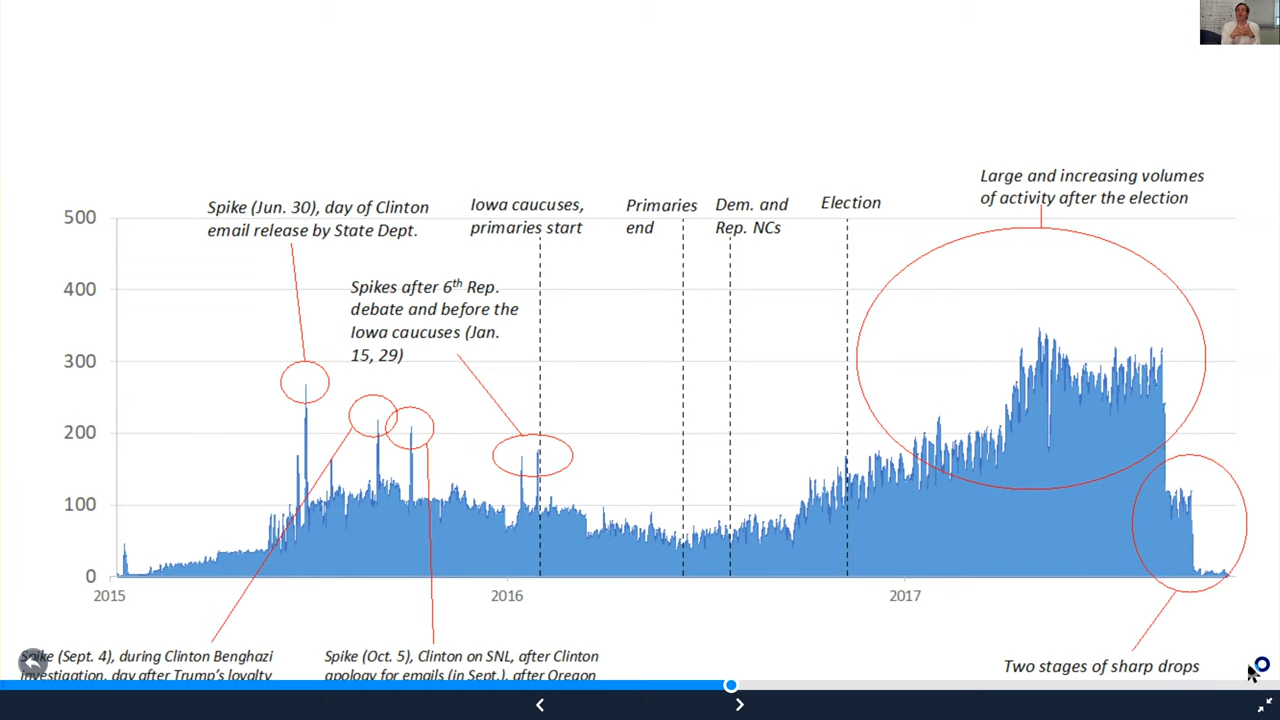 Large and increasing volumes
of activity after the election
Spike (Jun. 30), day of Clinton
email release by State Dept.
Iowa caucuses,
primaries start
Primaries
end
Dem. and
Rep. NCs
Election
Spikes after 6th Rep.
debate and before the
Iowa caucuses (Jan.
15, 29)
500
400
300
200
100
0
2015
2016
2017
Spike (Sept. 4), during Clinton Benghazi
investigation, day after Trump's loyalty
Spike (Oct. 5), Clinton on SNL, after Clinton
apology for emails (in Sept.), after Oregon
Two stages of sharp drops